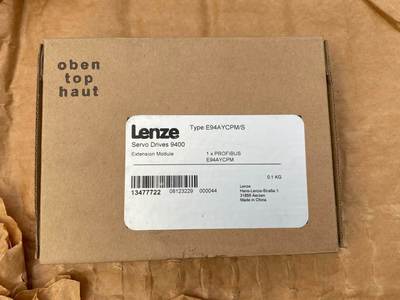 oben
top
haut
Lenze
Type E94AYCPM/S
Servo Drives 9400
Extension Module
1 x PROFIBUS
E94AYCPM
13477722 08123229 000044
0.1 KG
Lenze
Hans-Lenze-Straße 1
31855 Aerzen
Made in China